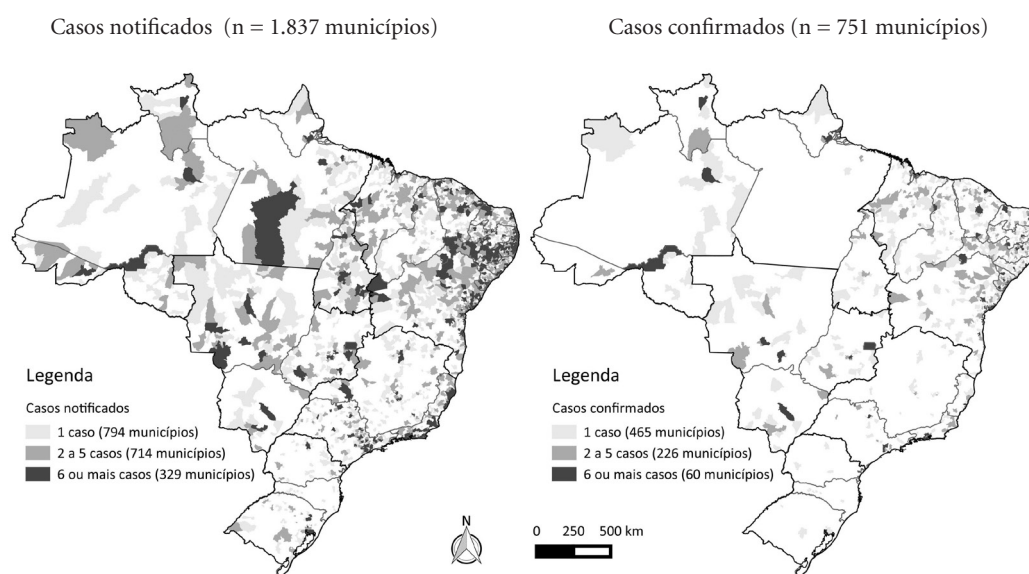 Casos notificados (n = 1.837 municípios)
Casos confirmados (n = 751 municípios)
Legenda
Casos notificados
1 caso (794 municípios)
2 a 5 casos (714 municípios)
6 ou mais casos (329 municípios)
N
0 250 500 km
Legenda
Casos confirmados
1 caso (465 municípios)
2 a 5 casos (226 municípios)
6 ou mais casos (60 municípios)